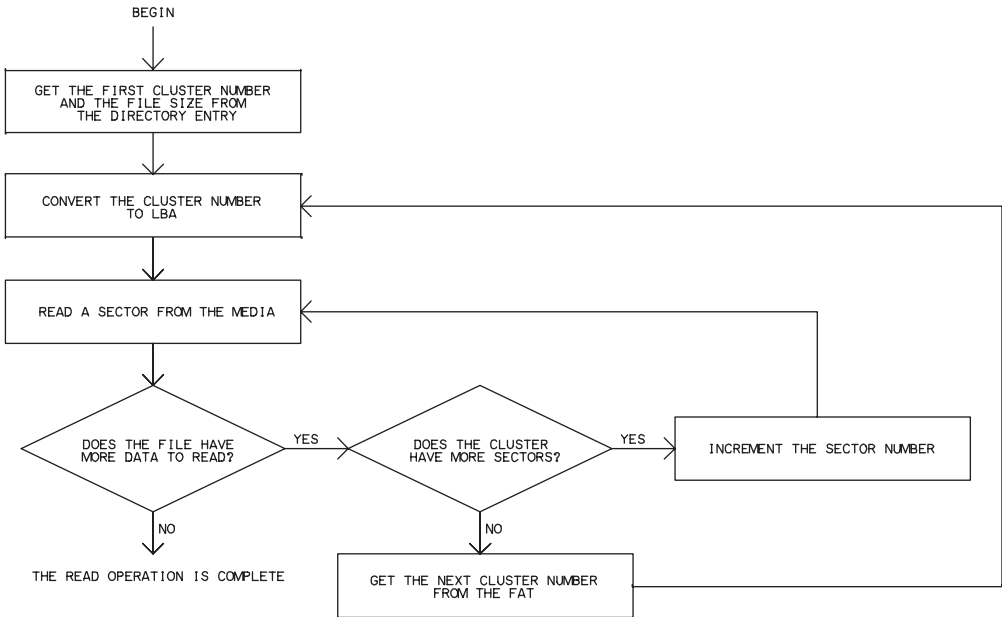 BEGIN
GET THE FIRST CLUSTER NUMBER
AND THE FILE SIZE FROM
THE DIRECTORY ENTRY
CONVERT THE CLUSTER NUMBER
TO LBA
READ A SECTOR FROM THE MEDIA
DOES THE FILE HAVE
MORE DATA TO READ?
YES
DOES THE CLUSTER
HAVE MORE SECTORS?
YES
INCREMENT THE SECTOR NUMBER
NO
THE READ OPERATION IS COMPLETE
NO
GET THE NEXT CLUSTER NUMBER
FROM THE FAT